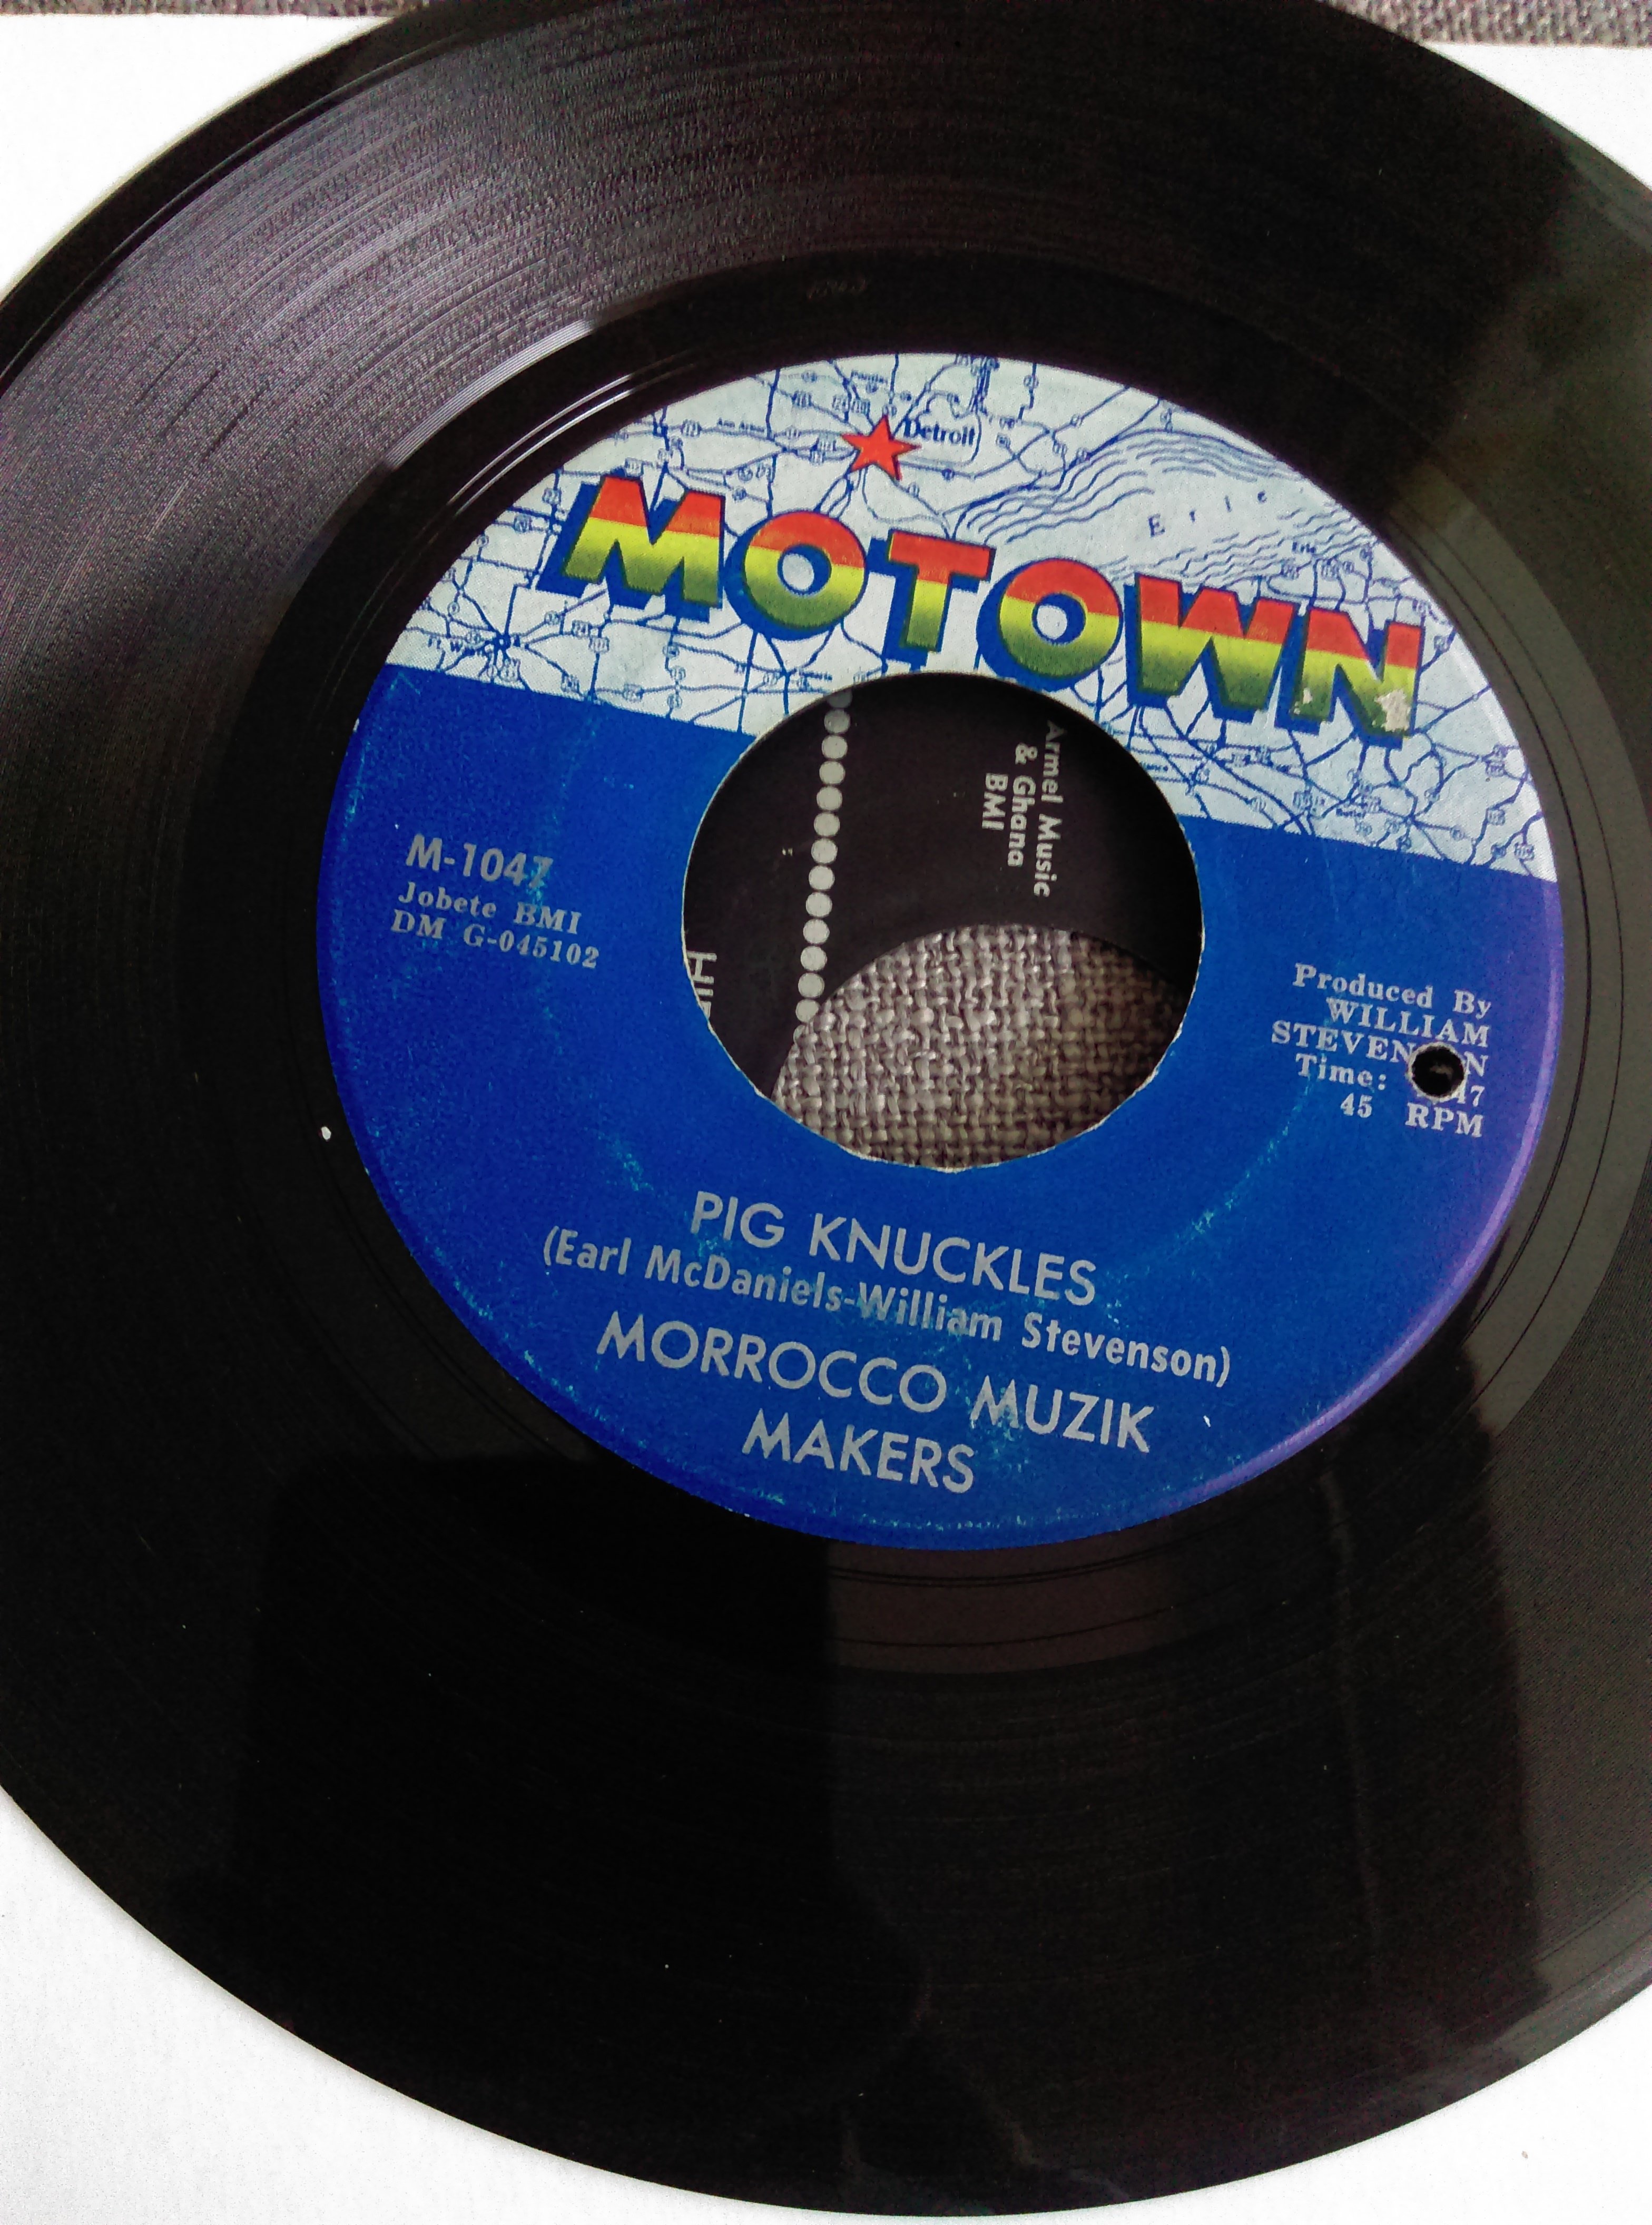 Detroit
Erie
Erie
MOTOWN
Armel Music
& Ghana
BMI
M-1047
Jobete BMI
DM G-045102
Produced By
WILLIAM
Time:
45 RPM
PIG KNUCKLES
(Earl McDaniels-William Stevenson)
MORROCCO MUZIK
MAKERS